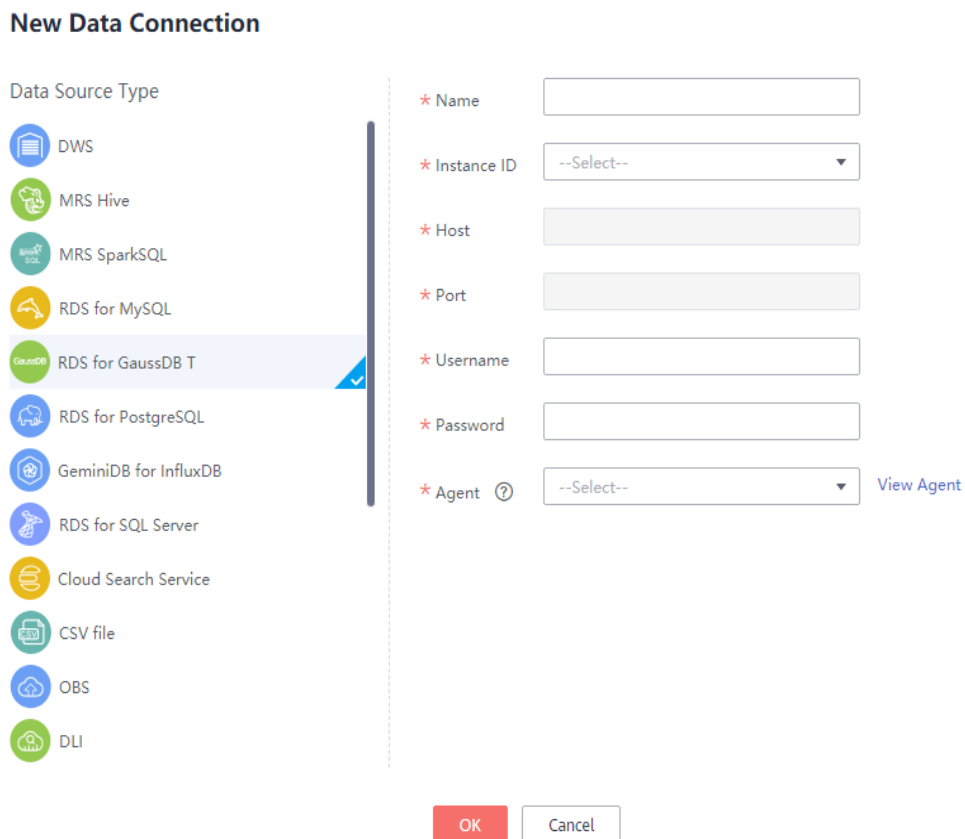 New Data Connection
Data Source Type
DWS
MRS Hive
MRS SparkSQL
RDS for MySQL
GaussDB
RDS for GaussDB T
RDS for PostgreSQL
GeminiDB for InfluxDB
RDS for SQL Server
Cloud Search Service
CSV
CSV file
OBS
DLI
* Name
* Instance ID --Select--
* Host
* Port
* Username
* Password
* Agent ? --Select-- View Agent
OK Cancel